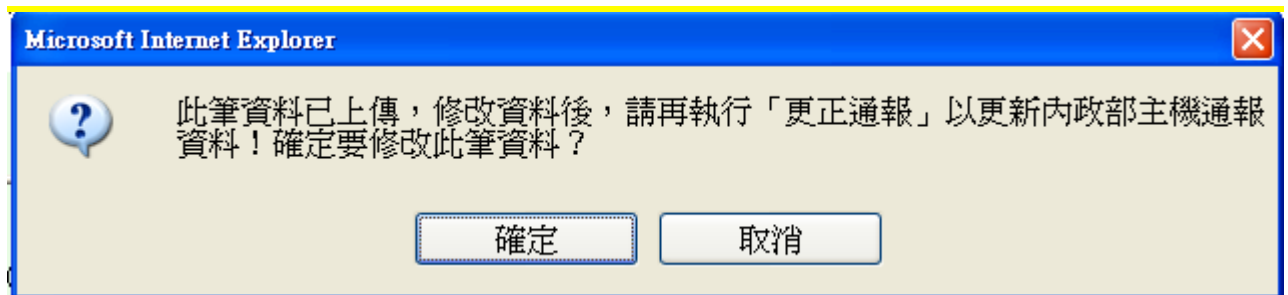 Microsoft Internet Explorer
此筆資料已上傳，修改資料後，請再執行「更正通報」以更新內政部主機通報
資料！確定要修改此筆資料？
確定
取消